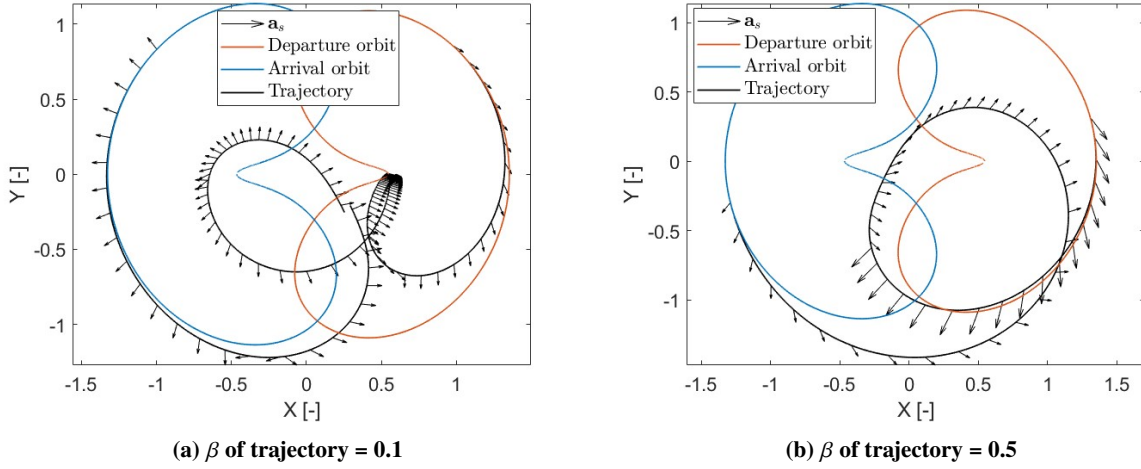 a_s
Departure orbit
Arrival orbit
Trajectory
1
0.5
0
-0.5
-1
Y [-]
-1.5 -1 -0.5 0 0.5 1
X [-]
(a) β of trajectory = 0.1
a_s
Departure orbit
Arrival orbit
Trajectory
1
0.5
0
-0.5
-1
Y [-]
-1.5 -1 -0.5 0 0.5 1 1.5
X [-]
(b) β of trajectory = 0.5